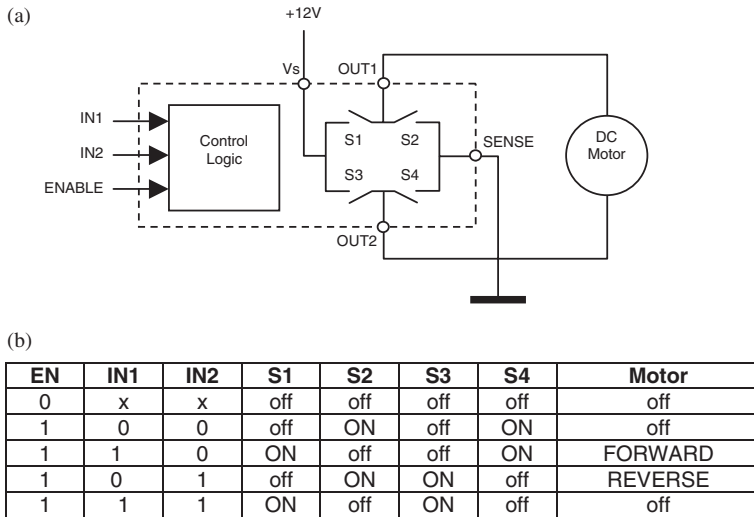 (a)
+12V
Vs
OUT1
IN1
IN2
ENABLE
Control
Logic
S1
S2
S3
S4
SENSE
DC
Motor
OUT2
(b)
EN IN1 IN2 S1 S2 S3 S4 Motor
0 x x off off off off off
1 0 0 off ON off ON off
1 1 0 ON off off ON FORWARD
1 0 1 off ON ON off REVERSE
1 1 1 ON off ON off off